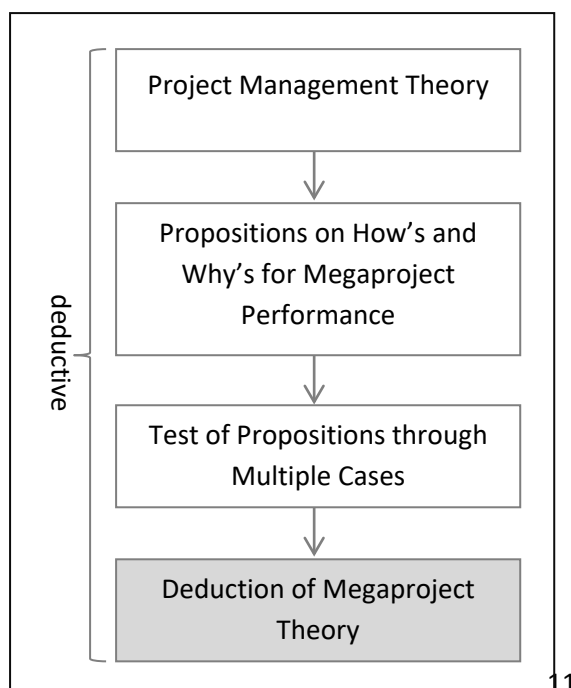 Project Management Theory
Propositions on How's and
Why's for Megaproject
Performance
deductive
Test of Propositions through
Multiple Cases
Deduction of Megaproject
Theory
11